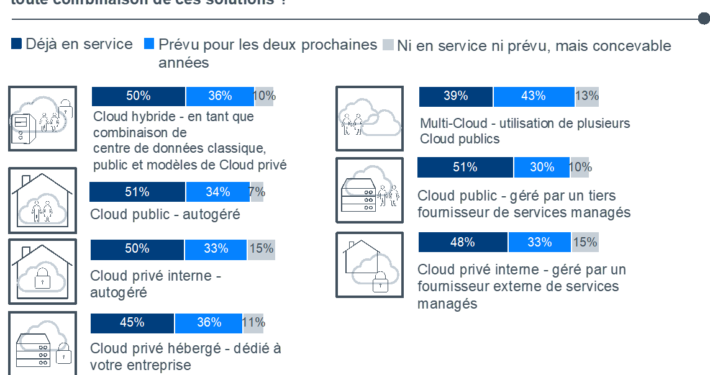 toute combinaison de ces solutions ?
Déjà en service
Prévu pour les deux prochaines
années
Ni en service ni prévu, mais concevable
50% 36% 10%
Cloud hybride - en tant que
combinaison de
centre de données classique,
public et modèles de Cloud privé
51% 34% 7%
Cloud public - autogéré
50% 33% 15%
Cloud privé interne -
autogéré
45% 36% 11%
Cloud privé hébergé - dédié à
votre entreprise
39% 43% 13%
Multi-Cloud - utilisation de plusieurs
Cloud publics
51% 30% 10%
Cloud public - géré par un tiers
fournisseur de services managés
48% 33% 15%
Cloud privé interne - géré par un
fournisseur externe de services
managés